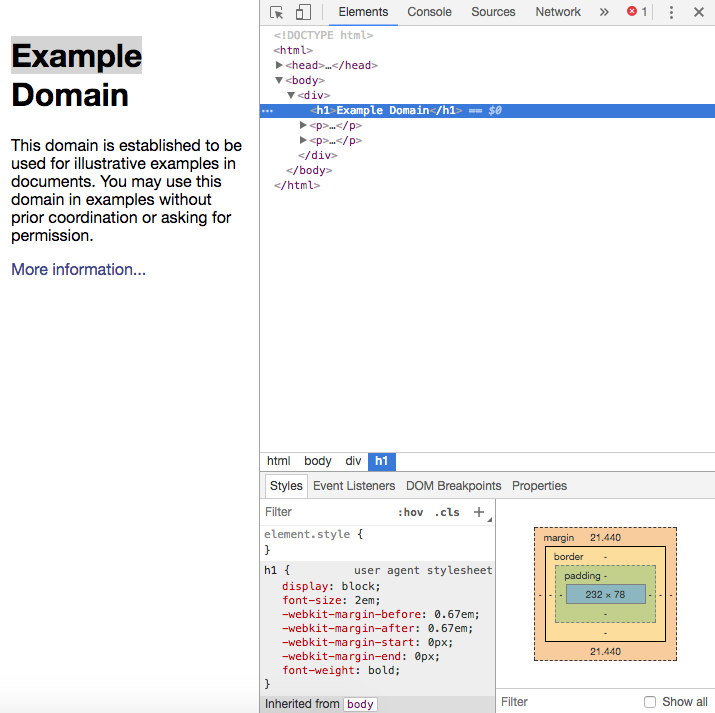 Example
Domain
This domain is established to be
used for illustrative examples in
documents. You may use this
domain in examples without
prior coordination or asking for
permission.
More information...
Elements Console Sources Network » 1
<!DOCTYPE html>
<html>
<head>…</head>
<body>
<div>
… <h1>Example Domain</h1> == $0
<p>…</p>
<p>…</p>
</div>
</body>
</html>
html body div h1
Styles Event Listeners DOM Breakpoints Properties
Filter :hov .cls +
element.style {
}
h1 { user agent stylesheet
display: block;
font-size: 2em;
-webkit-margin-before: 0.67em;
-webkit-margin-after: 0.67em;
-webkit-margin-start: 0px;
-webkit-margin-end: 0px;
font-weight: bold;
}
Inherited from body
margin 21.440
border -
padding -
- - - 232 × 78 - - -
-
-
21.440
Filter Show all